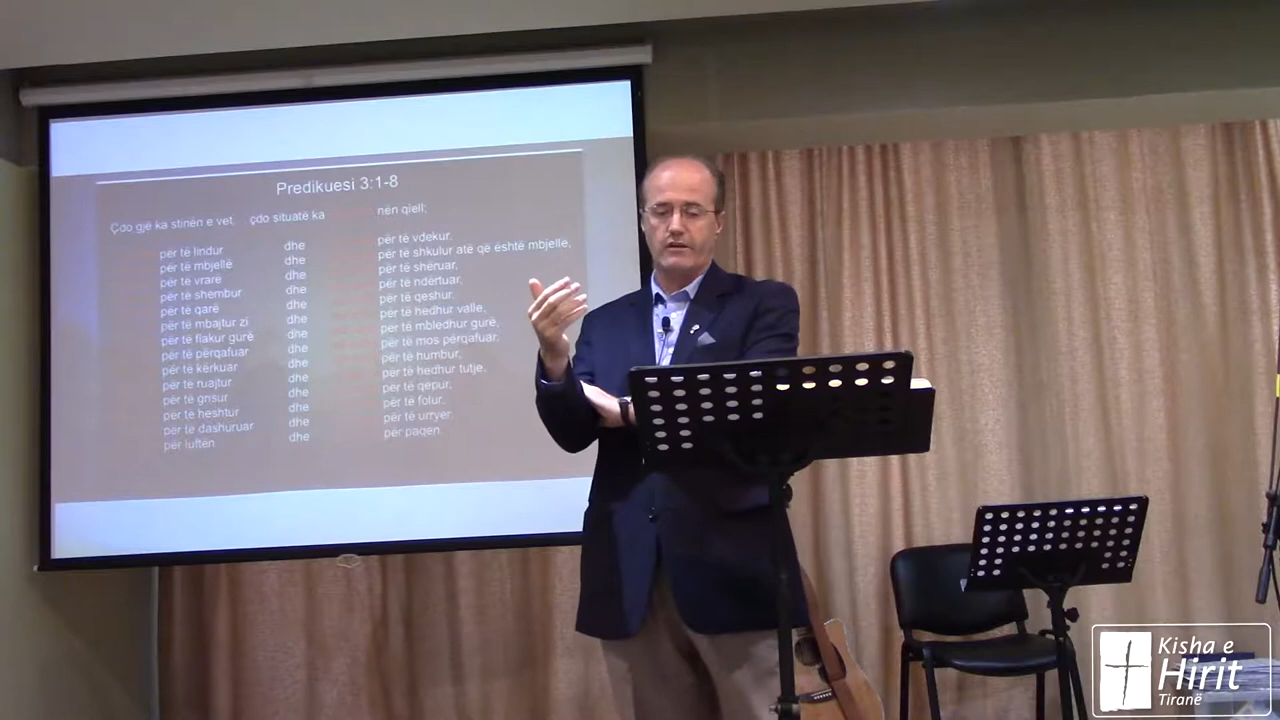 Predikuesi 3:1-8
Çdo gjë ka stinën e vet, çdo situatë ka nën qiell;
për të lindur dhe për të vdekur,
për të mbjellë dhe për të shkulur atë që është mbjellë,
për të vrarë dhe për të shëruar,
për të shembur dhe për të ndërtuar,
për të qarë dhe për të qeshur,
për të mbajtur zi dhe për të hedhur valle,
për të flakur gurë dhe për të mbledhur gurë,
për të përqafuar dhe për të mos përqafuar,
për të kërkuar dhe për të humbur,
për të ruajtur dhe për të hedhur tutje,
për të grisur dhe për të qepur,
për të heshtur dhe për të folur,
për të dashuruar dhe për të urryer,
për luftën dhe për paqen.
Kisha e
Hirit
Tiranë